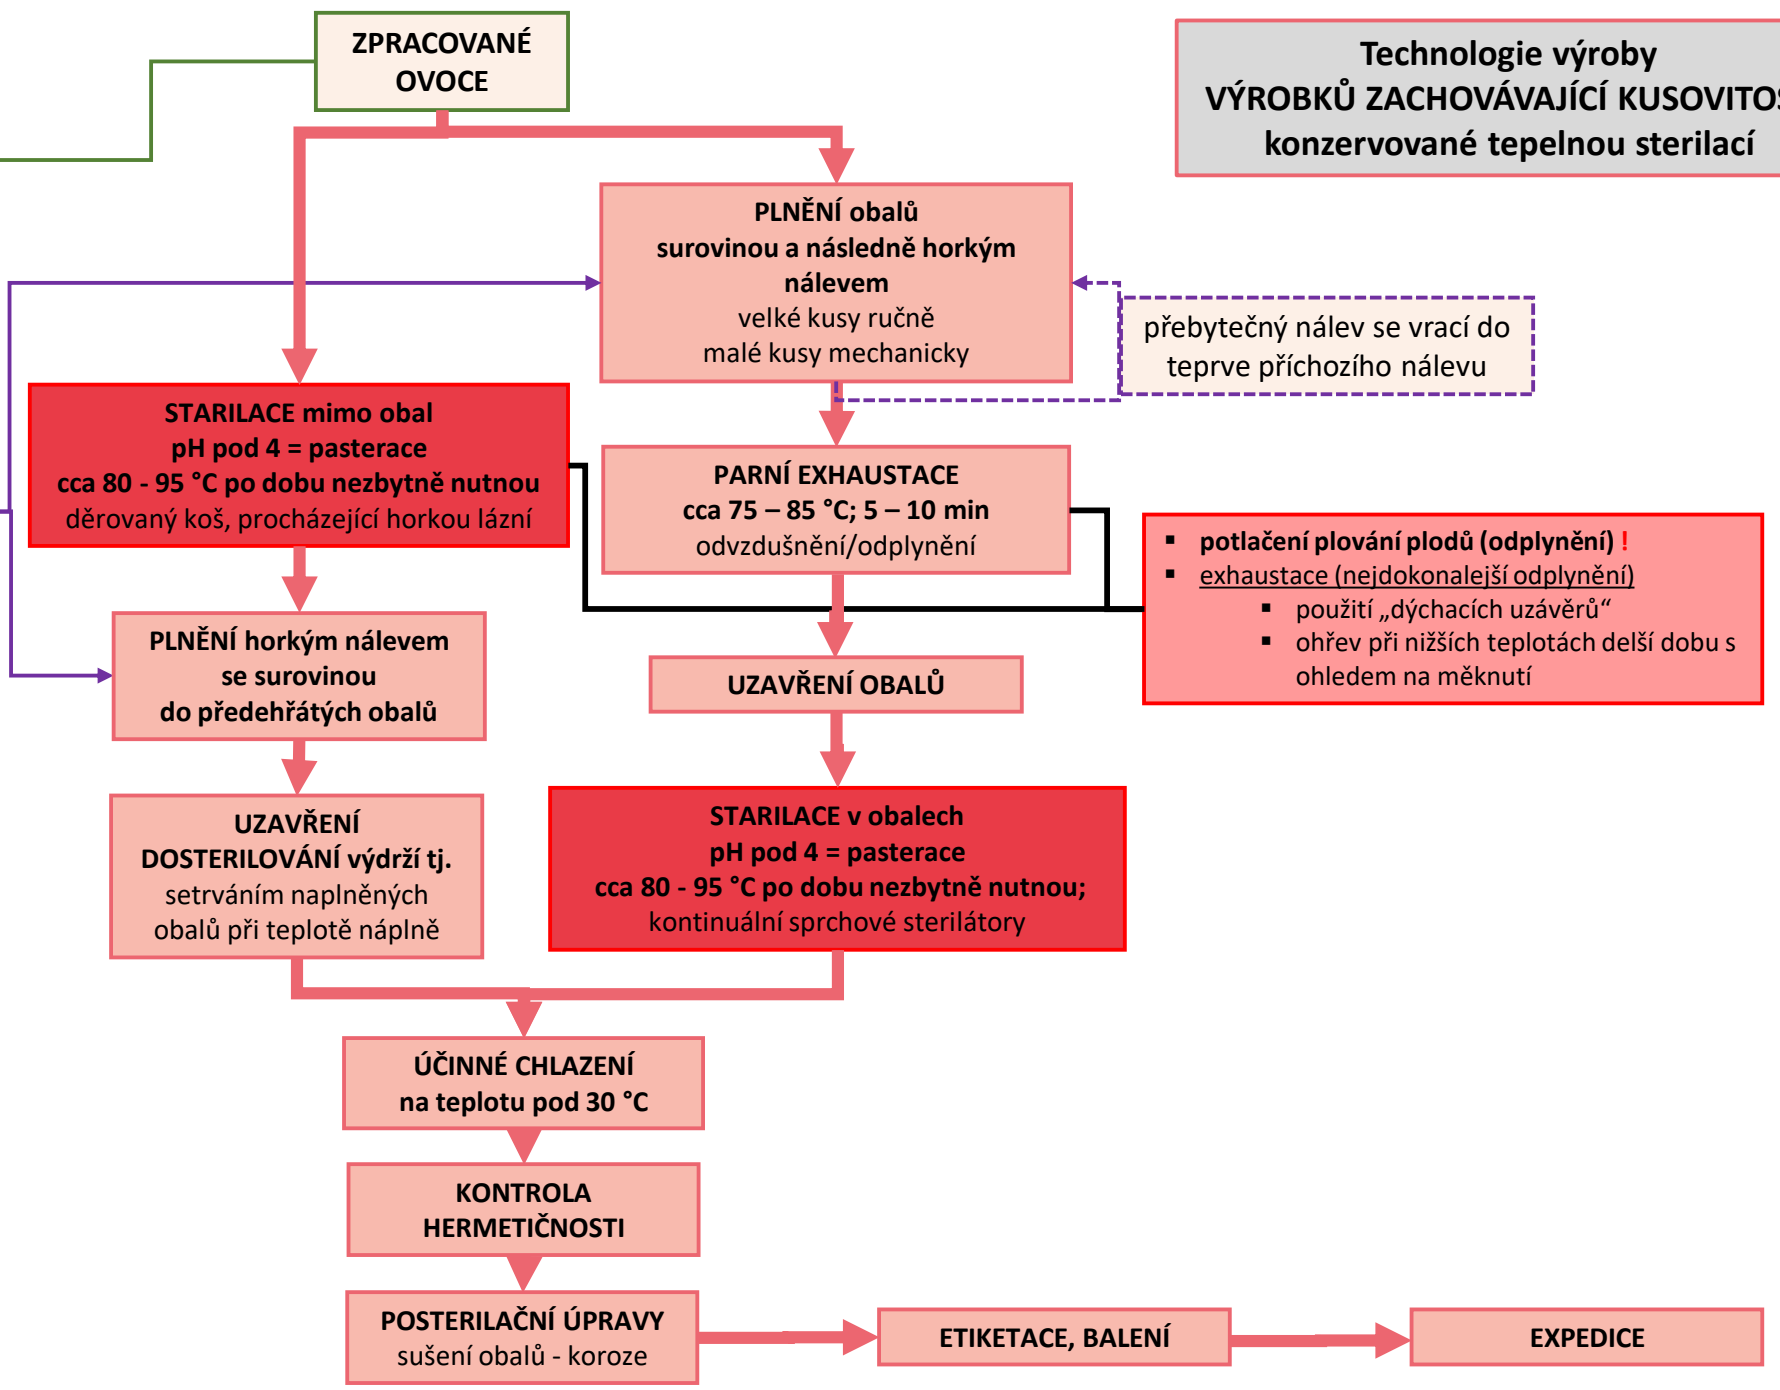 ZPRACOVANÉ
OVOCE
Technologie výroby
VÝROBKŮ ZACHOVÁVAJÍCÍ KUSOVITOS
konzervované tepelnou sterilací
PLNĚNÍ obalů
surovinou a následně horkým
nálevem
velké kusy ručně
malé kusy mechanicky
přebytečný nálev se vrací do
teprve příchozího nálevu
STARILACE mimo obal
pH pod 4 = pasterace
cca 80 - 95 °C po dobu nezbytně nutnou
děrovaný koš, procházející horkou lázní
PARNÍ EXHAUSTACE
cca 75 – 85 °C; 5 – 10 min
odvzdušnění/odplynění
▪ potlačení plování plodů (odplynění) !
▪ exhaustace (nejdokonalejší odplynění)
▪ použití „dýchacích uzávěrů“
▪ ohřev při nižších teplotách delší dobu s
ohledem na měknutí
PLNĚNÍ horkým nálevem
se surovinou
do předehřátých obalů
UZAVŘENÍ OBALŮ
UZAVŘENÍ
DOSTERILOVÁNÍ výdrží tj.
setrváním naplněných
obalů při teplotě náplně
STARILACE v obalech
pH pod 4 = pasterace
cca 80 - 95 °C po dobu nezbytně nutnou;
kontinuální sprchové sterilátory
ÚČINNÉ CHLAZENÍ
na teplotu pod 30 °C
KONTROLA
HERMETIČNOSTI
POSTERILAČNÍ ÚPRAVY
sušení obalů - koroze
ETIKETACE, BALENÍ
EXPEDICE